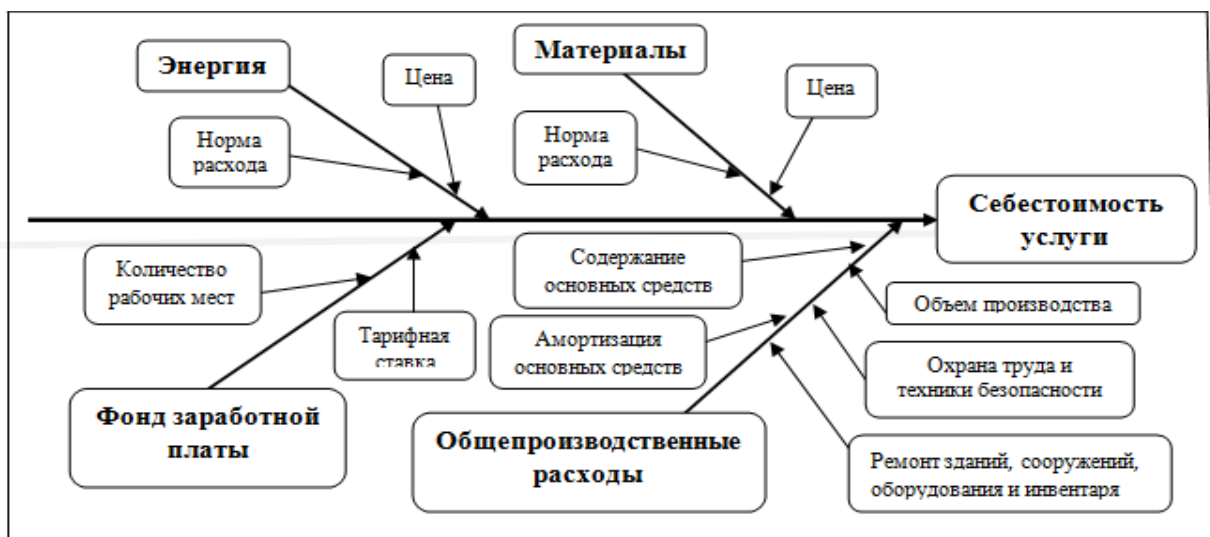 Энергия
Цена
Материалы
Цена
Норма
расхода
Норма
расхода
Себестоимость
услуги
Количество
рабочих мест
Содержание
основных средств
Объем производства
Тарифная
ставка
Амортизация
основных средств
Охрана труда и
техники безопасности
Фонд заработной
платы
Общепроизводственные
расходы
Ремонт зданий, сооружений,
оборудования и инвентаря